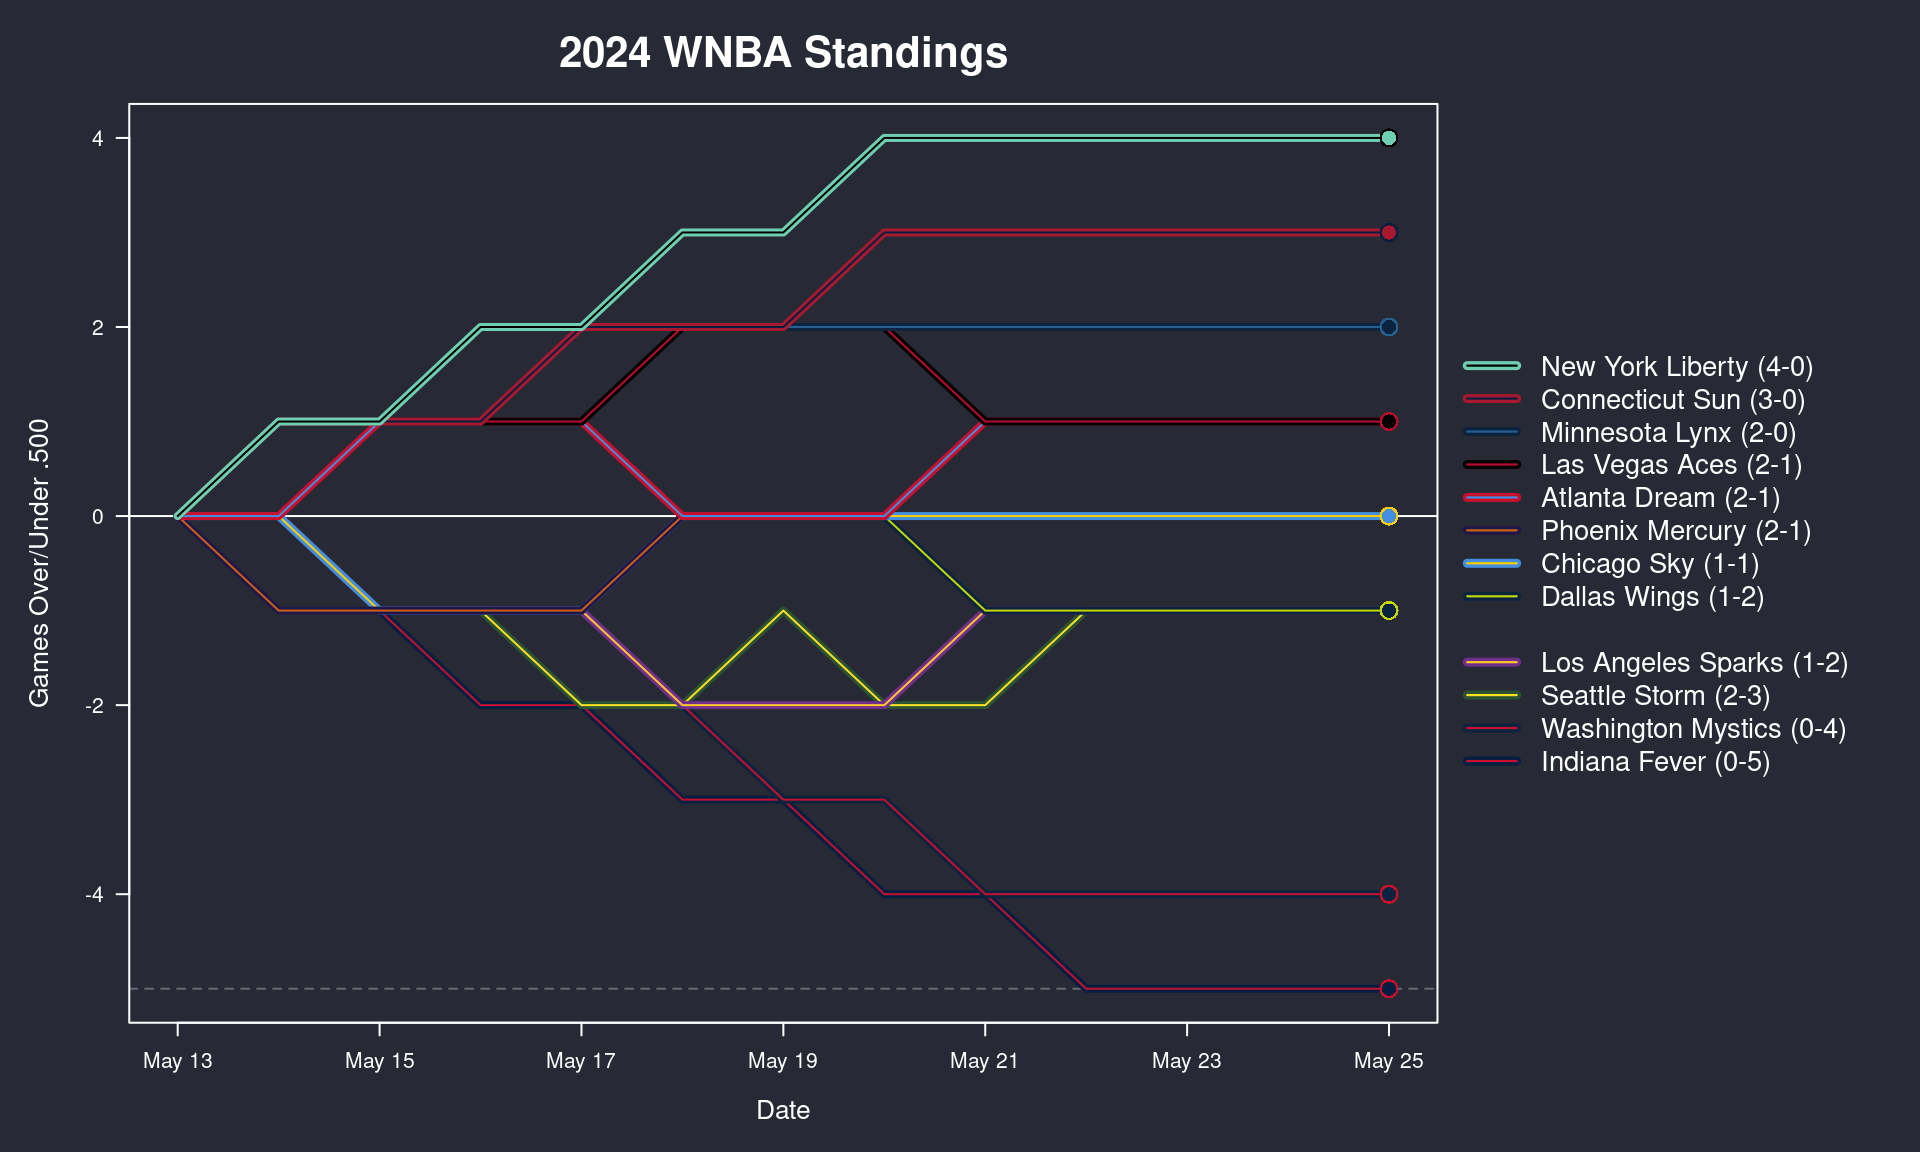 2024 WNBA Standings
Games Over/Under .500
4
2
0
-2
-4
May 13
May 15
May 17
May 19
May 21
May 23
May 25
Date
New York Liberty (4-0)
Connecticut Sun (3-0)
Minnesota Lynx (2-0)
Las Vegas Aces (2-1)
Atlanta Dream (2-1)
Phoenix Mercury (2-1)
Chicago Sky (1-1)
Dallas Wings (1-2)
Los Angeles Sparks (1-2)
Seattle Storm (2-3)
Washington Mystics (0-4)
Indiana Fever (0-5)